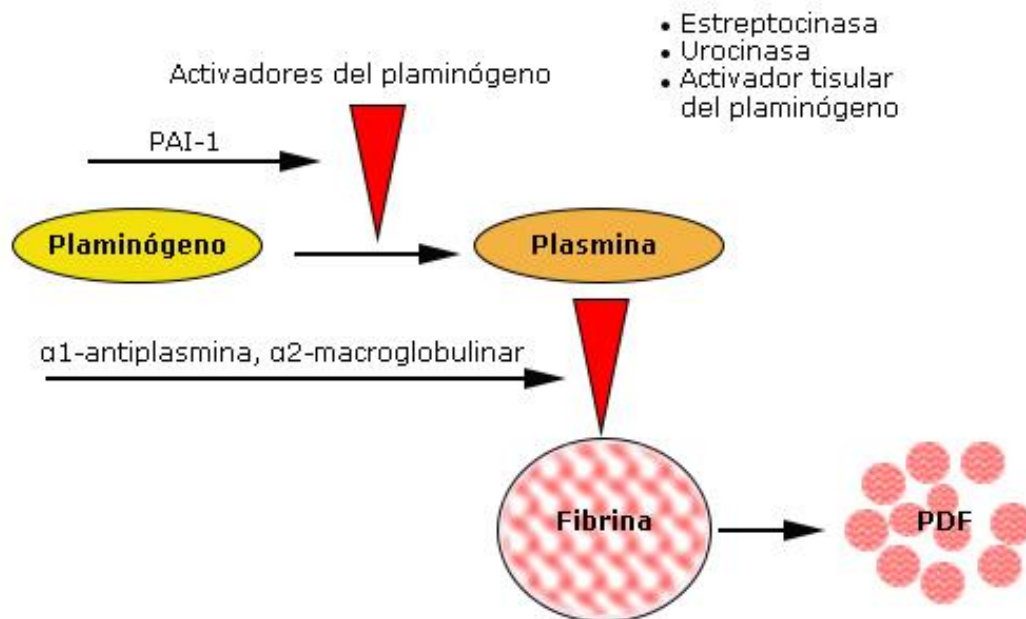 • Estreptocinasa
• Urocinasa
• Activador tisular
del plaminógeno
Activadores del plaminógeno
PAI-1
Plaminógeno
Plasmina
α1-antiplasmina, α2-macroglobulinar
Fibrina
PDF